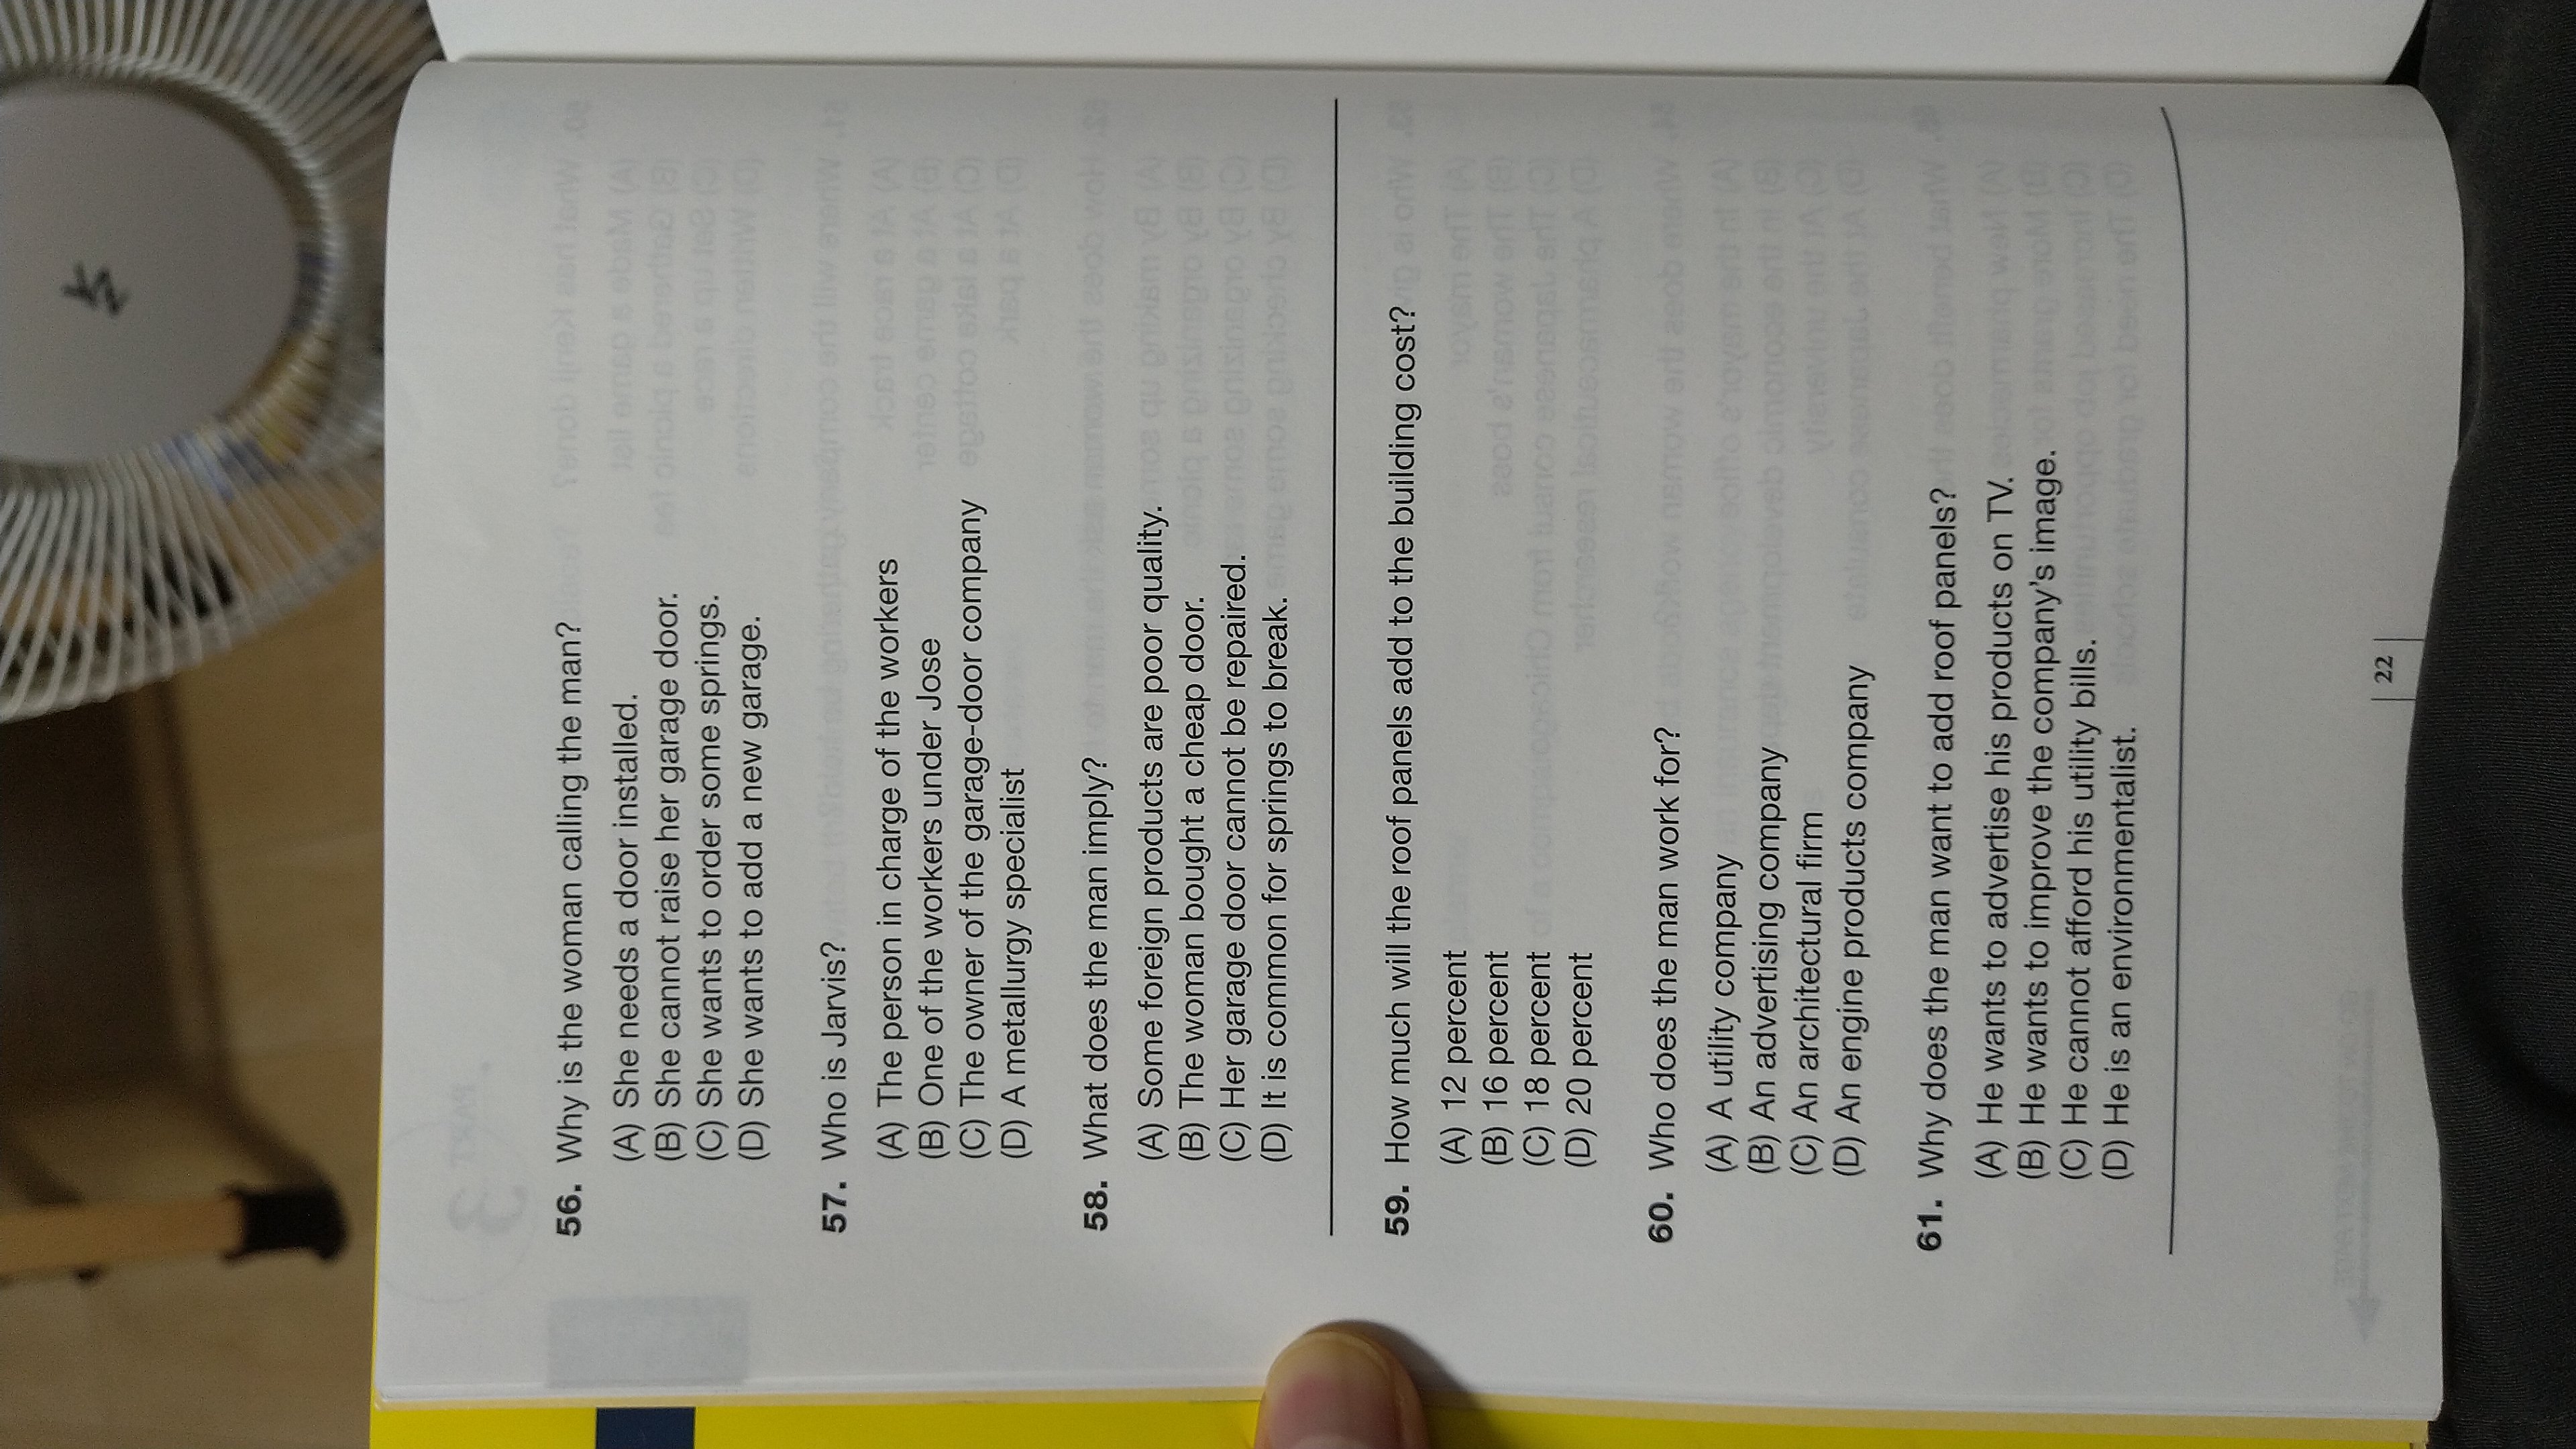 56. Why is the woman calling the man?
(A) She needs a door installed.
(B) She cannot raise her garage door.
(C) She wants to order some springs.
(D) She wants to add a new garage.
57. Who is Jarvis?
(A) The person in charge of the workers
(B) One of the workers under Jose
(C) The owner of the garage-door company
(D) A metallurgy specialist
58. What does the man imply?
(A) Some foreign products are poor quality.
(B) The woman bought a cheap door.
(C) Her garage door cannot be repaired.
(D) It is common for springs to break.
59. How much will the roof panels add to the building cost?
(A) 12 percent
(B) 16 percent
(C) 18 percent
(D) 20 percent
60. Who does the man work for?
(A) A utility company
(B) An advertising company
(C) An architectural firm
(D) An engine products company
61. Why does the man want to add roof panels?
(A) He wants to advertise his products on TV.
(B) He wants to improve the company's image.
(C) He cannot afford his utility bills.
(D) He is an environmentalist.
22